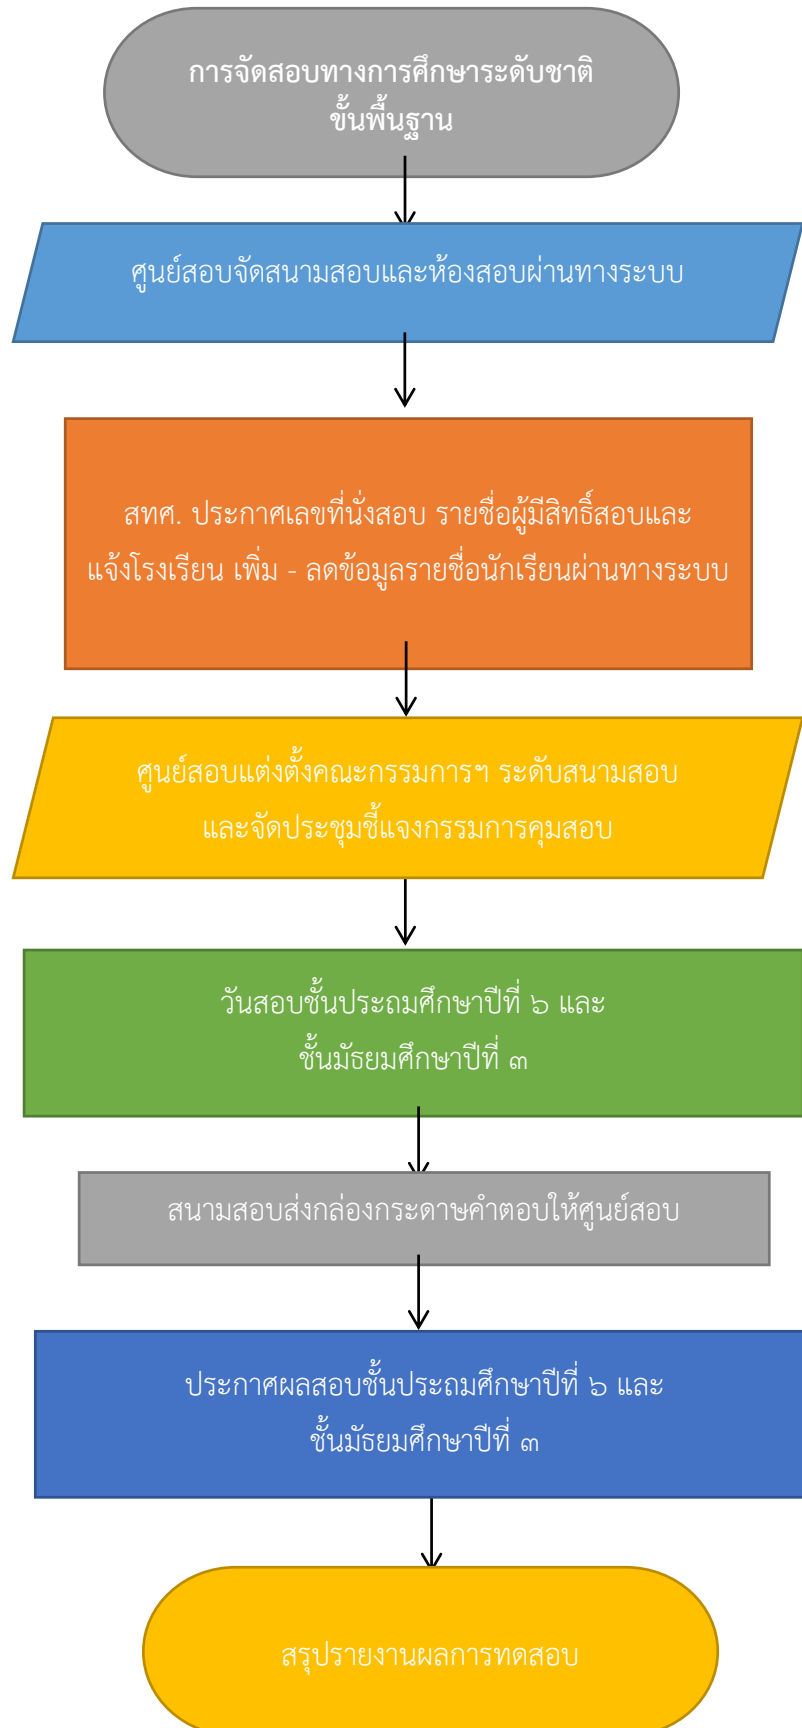 การจัดสอบทางการศึกษาระดับชาติ
ขั้นพื้นฐาน
ศูนย์สอบจัดสนามสอบและห้องสอบผ่านทางระบบ
สทศ. ประกาศเลขที่นั่งสอบ รายชื่อผู้มีสิทธิ์สอบและ
แจ้งโรงเรียน เพิ่ม - ลดข้อมูลรายชื่อนักเรียนผ่านทางระบบ
ศูนย์สอบแต่งตั้งคณะกรรมการฯ ระดับสนามสอบ
และจัดประชุมชี้แจงกรรมการคุมสอบ
วันสอบชั้นประถมศึกษาปีที่ ๖ และ
ชั้นมัธยมศึกษาปีที่ ๓
สนามสอบส่งกล่องกระดาษคำตอบให้ศูนย์สอบ
ประกาศผลสอบชั้นประถมศึกษาปีที่ ๖ และ
ชั้นมัธยมศึกษาปีที่ ๓
สรุปรายงานผลการทดสอบ